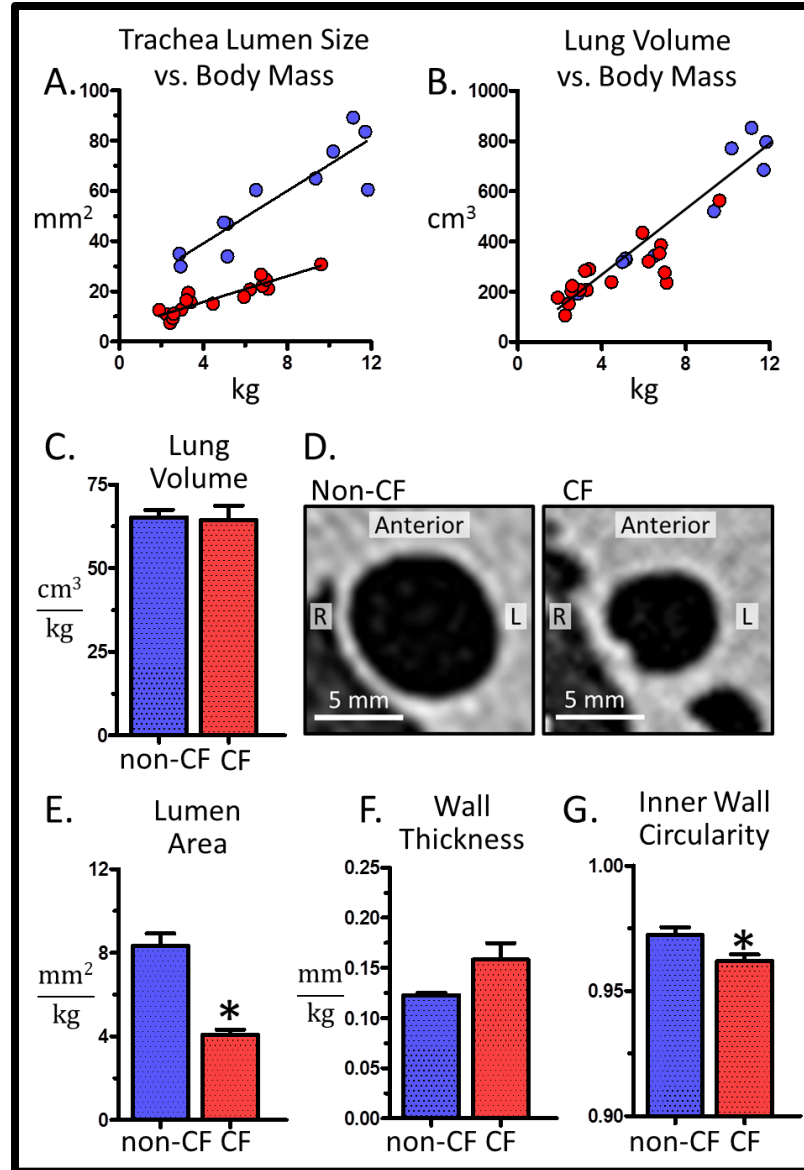 A.
Trachea Lumen Size
vs. Body Mass
100
80
60
40
20
0
mm²
0 4 8 12
kg
B.
Lung Volume
vs. Body Mass
1000
800
600
400
200
0
cm³
0 4 8 12
kg
C.
Lung
Volume
75
50
25
0
cm³
kg
non-CF CF
D.
Non-CF
Anterior
R
L
5 mm
CF
Anterior
R
L
5 mm
E.
Lumen
Area
12
8
4
0
mm²
kg
*
non-CF CF
F.
Wall
Thickness
0.25
0.20
0.15
0.10
0.05
0.00
mm
kg
non-CF CF
G.
Inner Wall
Circularity
1.00
0.95
0.90
*
non-CF CF